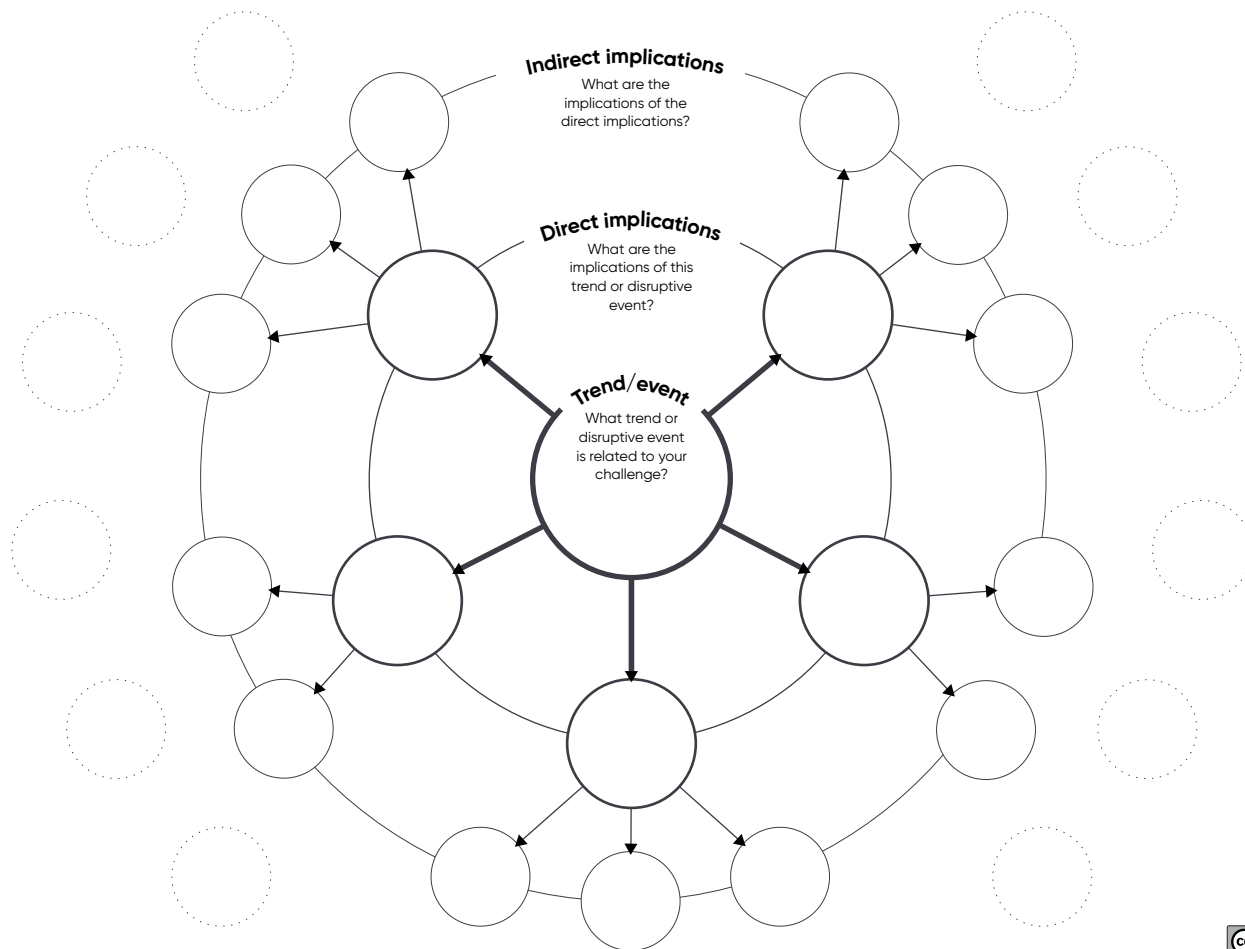 Indirect implications
What are the
implications of the
direct implications?
Direct implications
What are the
implications of this
trend or disruptive
event?
Trend/event
What trend or
disruptive event
is related to your
challenge?